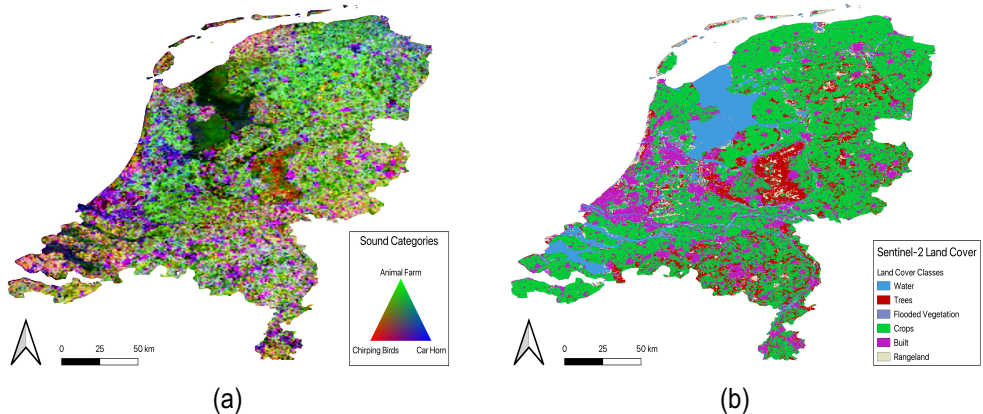 Sound Categories
Animal Farm
Chirping Birds
Car Horn
0
25
50 km
(a)
Sentinel-2 Land Cover
Land Cover Classes
Water
Trees
Flooded Vegetation
Crops
Built
Rangeland
0
25
50 km
(b)